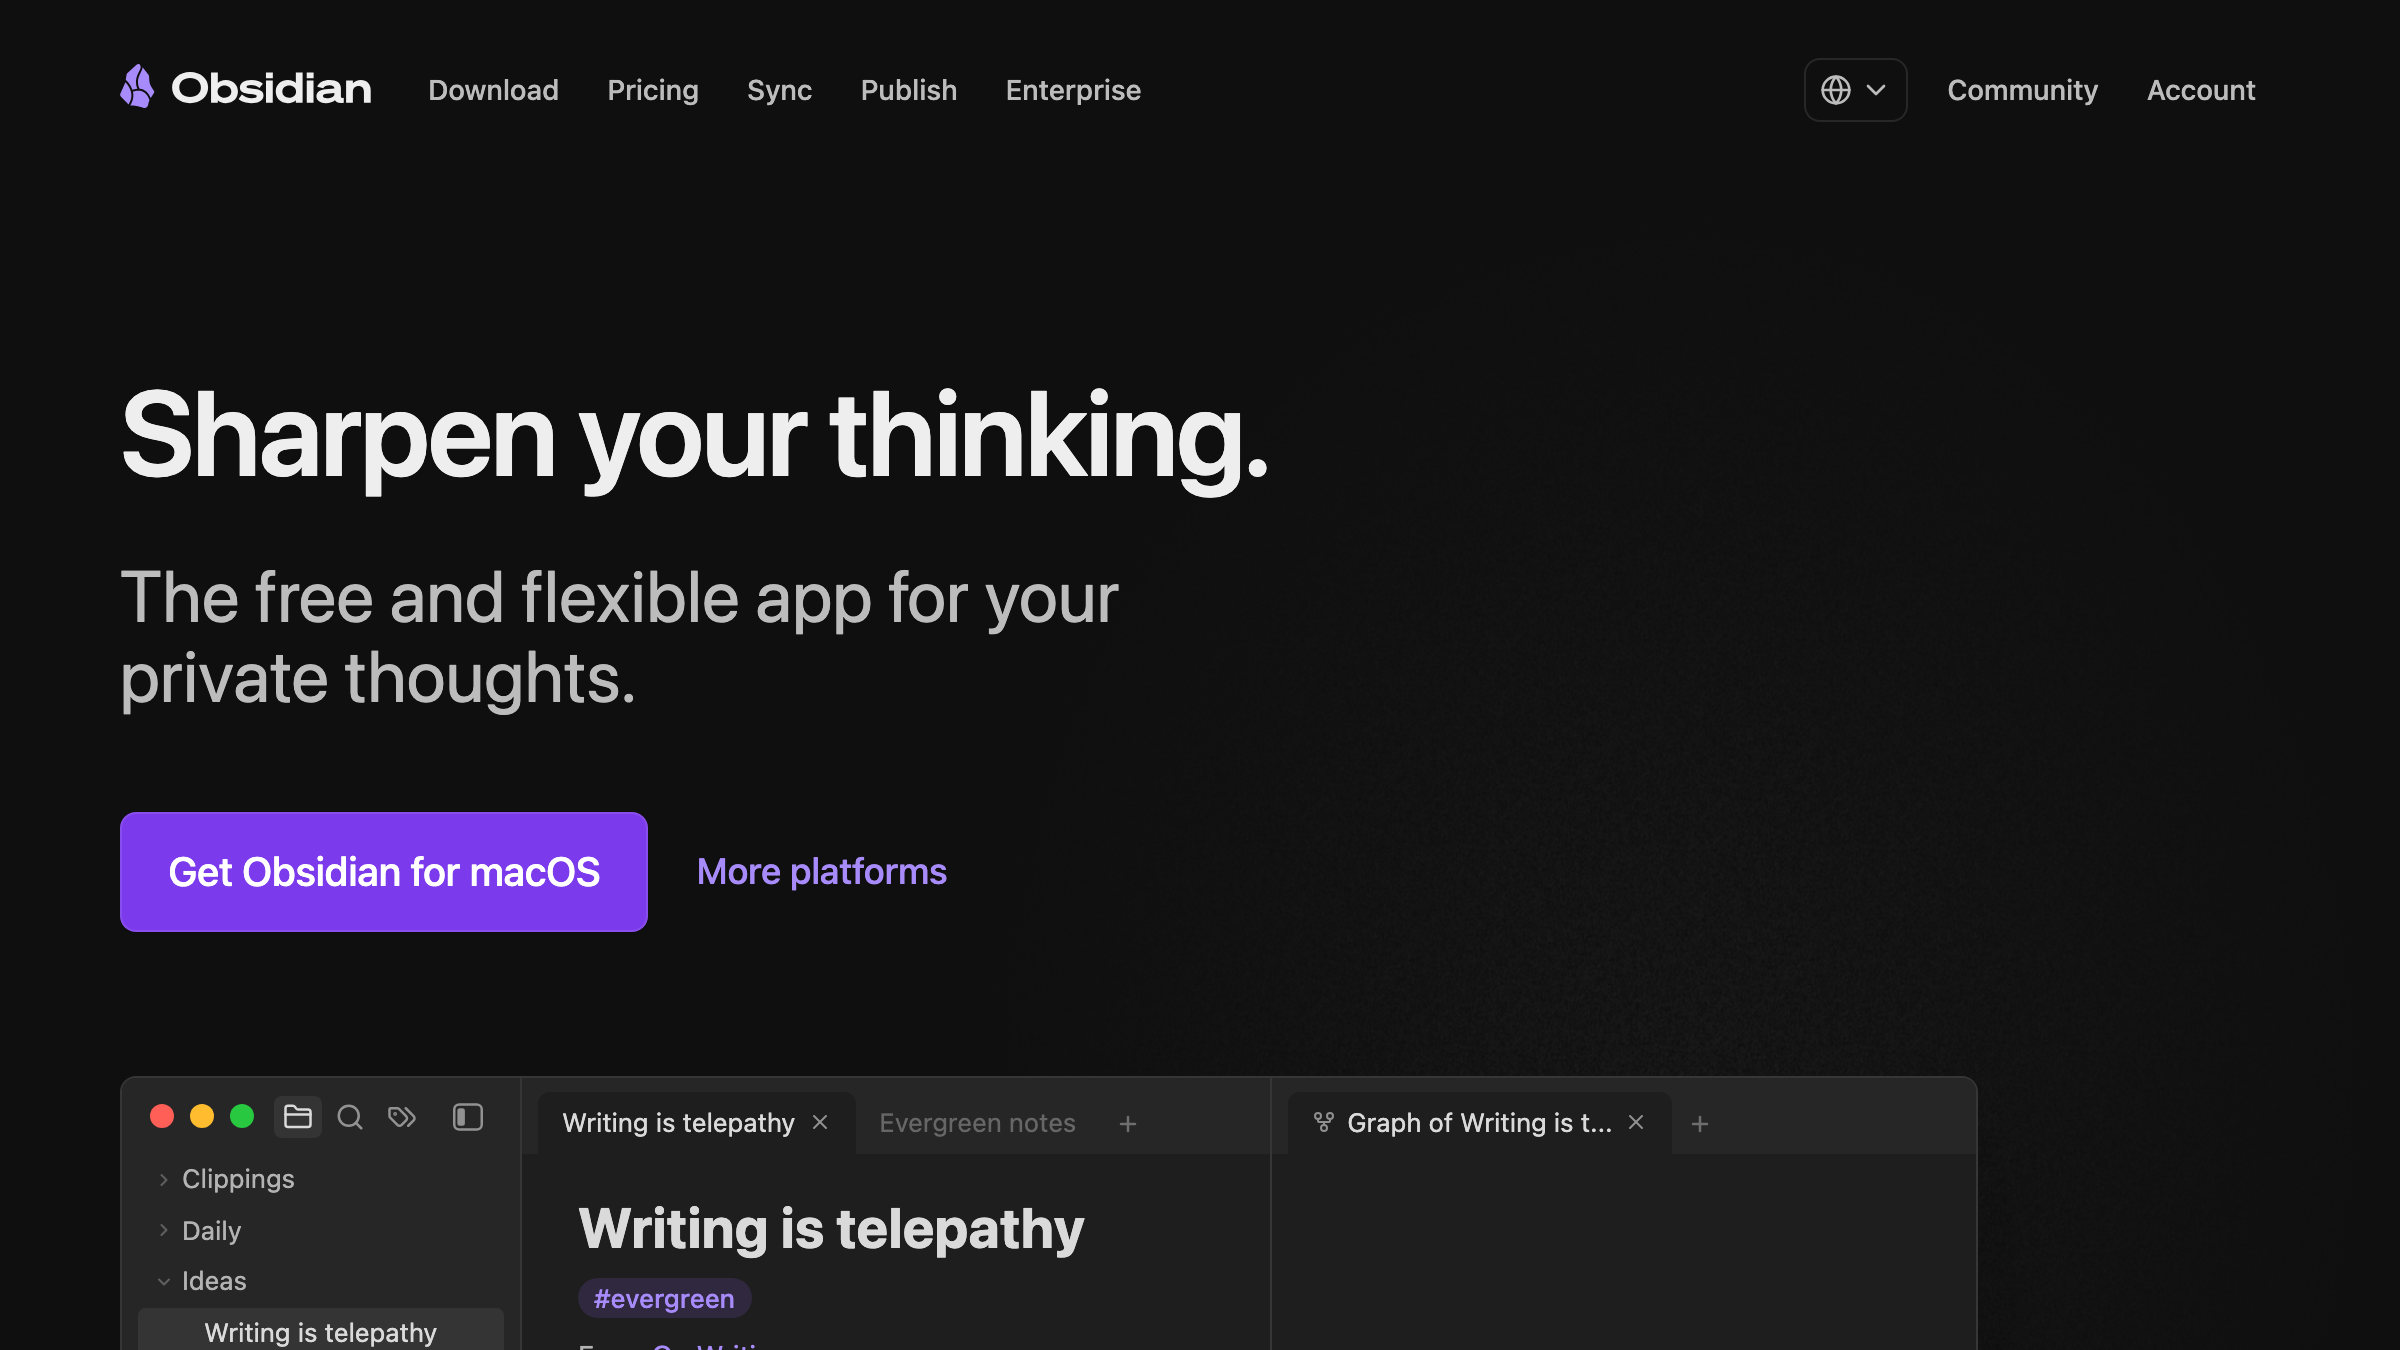 Obsidian
Download
Pricing
Sync
Publish
Enterprise
Community
Account
Sharpen your thinking.
The free and flexible app for your
private thoughts.
Get Obsidian for macOS
More platforms
Writing is telepathy
Evergreen notes
Graph of Writing is t...
Clippings
Daily
Ideas
Writing is telepathy
Writing is telepathy
#evergreen